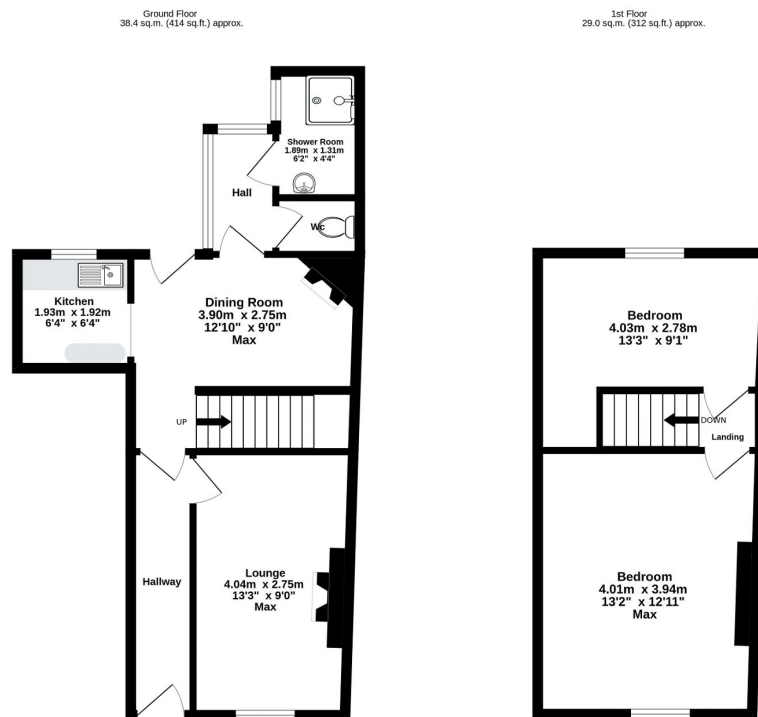 Ground Floor
38.4 sq.m. (414 sq.ft.) approx.
1st Floor
29.0 sq.m. (312 sq.ft.) approx.
Shower Room
1.89m x 1.31m
6'2" x 4'4"
Hall
Wc
Kitchen
1.93m x 1.92m
6'4" x 6'4"
Dining Room
3.90m x 2.75m
12'10" x 9'0"
Max
UP
Hallway
Lounge
4.04m x 2.75m
13'3" x 9'0"
Max
Bedroom
4.03m x 2.78m
13'3" x 9'1"
DOWN
Landing
Bedroom
4.01m x 3.94m
13'2" x 12'11"
Max